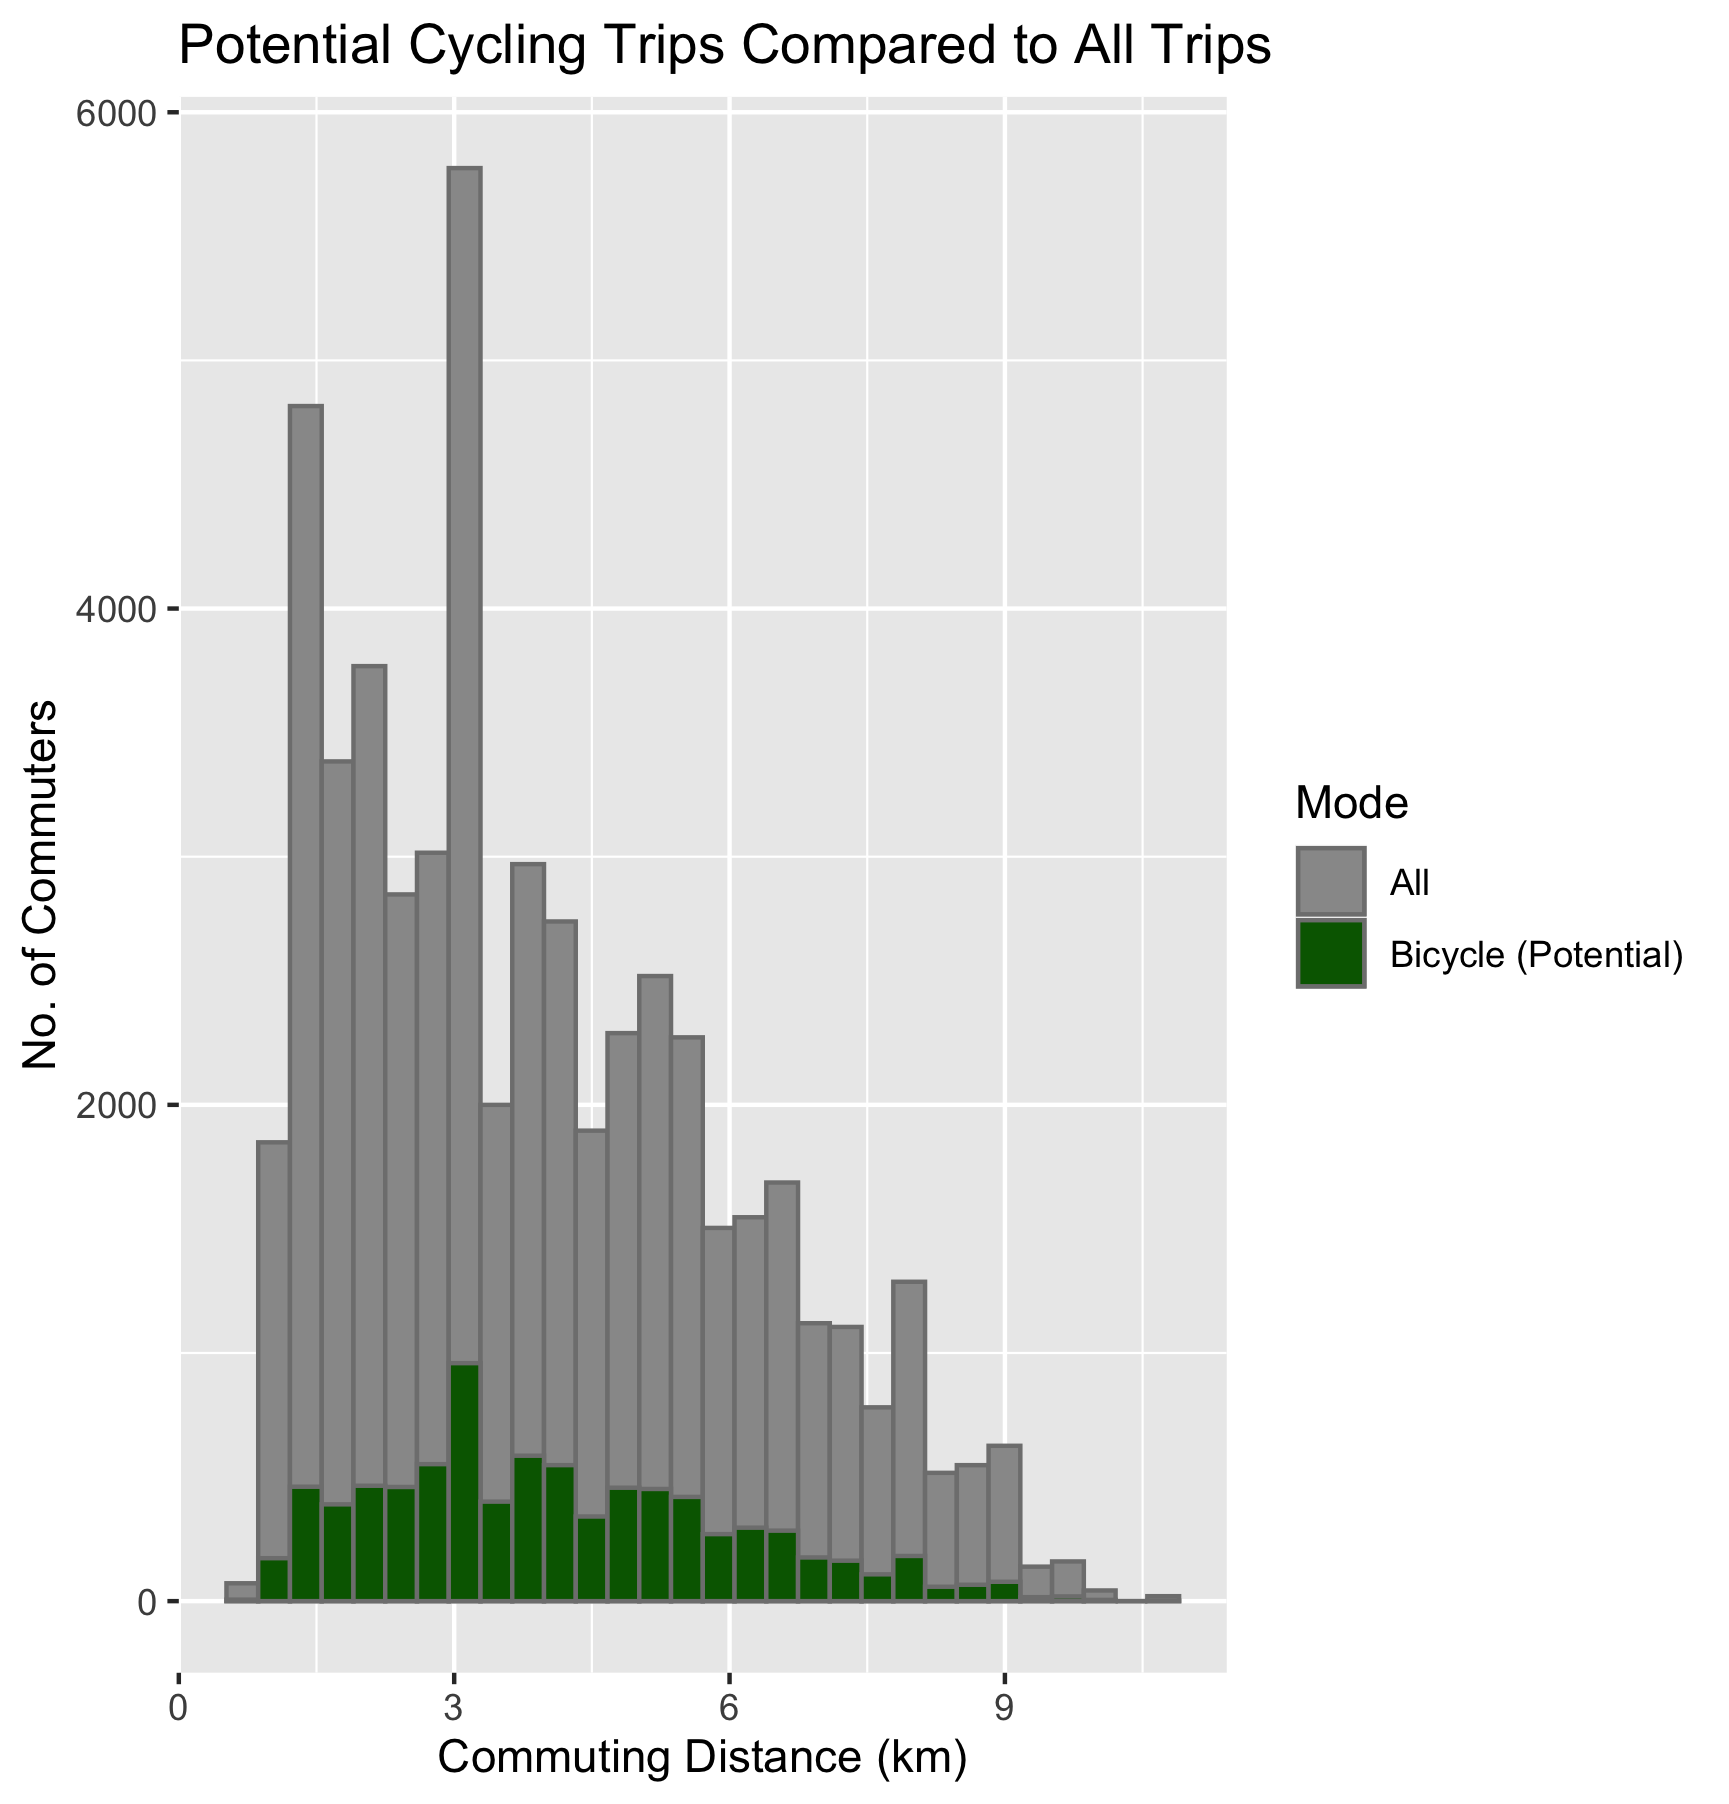 Potential Cycling Trips Compared to All Trips
6000
4000
2000
0
No. of Commuters
0 3 6 9
Commuting Distance (km)
Mode
All
Bicycle (Potential)